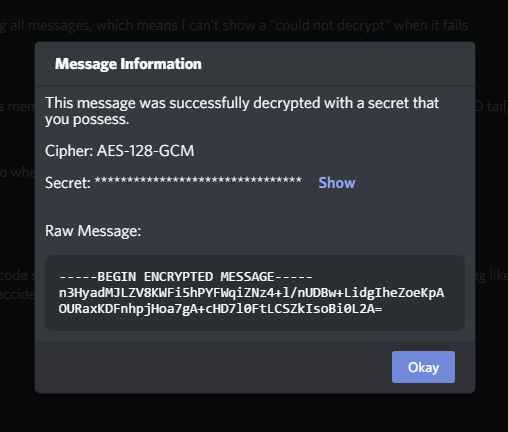 g all messages, which means I can't show a "could not decrypt" when it fails
Message Information
This message was successfully decrypted with a secret that
you possess.
Cipher: AES-128-GCM
Secret: ******************************** Show
Raw Message:
-----BEGIN ENCRYPTED MESSAGE-----
n3HyadMJLZV8KWFi5hPYFWqiZNz4+l/nUDBw+LidgIheZoeKpA
OURaxKDFnhpjHoa7gA+cHD7l0FtLCSZkIsoBi0L2A=
Okay